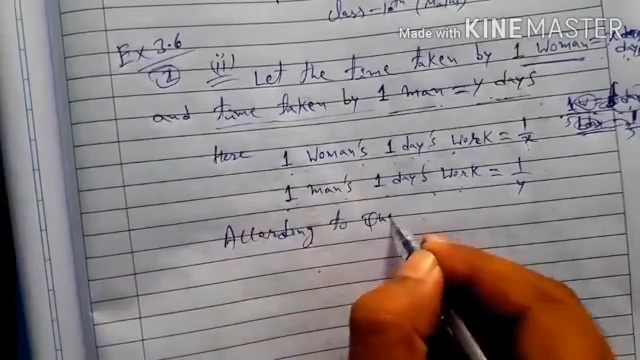 class-10th (Maths)
Made with KINEMASTER
Ex 3.6
2 (ii) Let the time taken by 1 woman = days
and time taken by 1 man = y days
Here 1 woman's 1 day's work = 1/x
1 man's 1 day's work = 1/y
According to Que